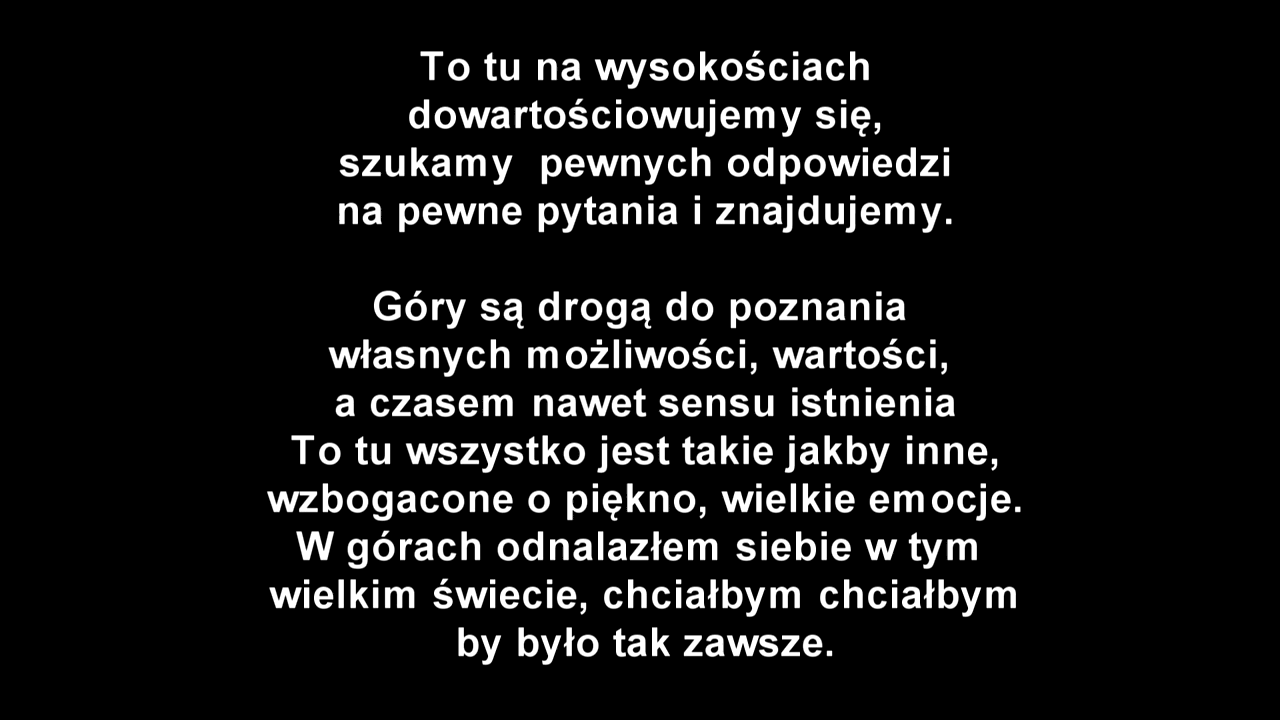 To tu na wysokościach
dowartościowujemy się,
szukamy pewnych odpowiedzi
na pewne pytania i znajdujemy.
Góry są drogą do poznania
własnych możliwości, wartości,
a czasem nawet sensu istnienia
To tu wszystko jest takie jakby inne,
wzbogacone o piękno, wielkie emocje.
W górach odnalazłem siebie w tym
wielkim świecie, chciałbym chciałbym
by było tak zawsze.